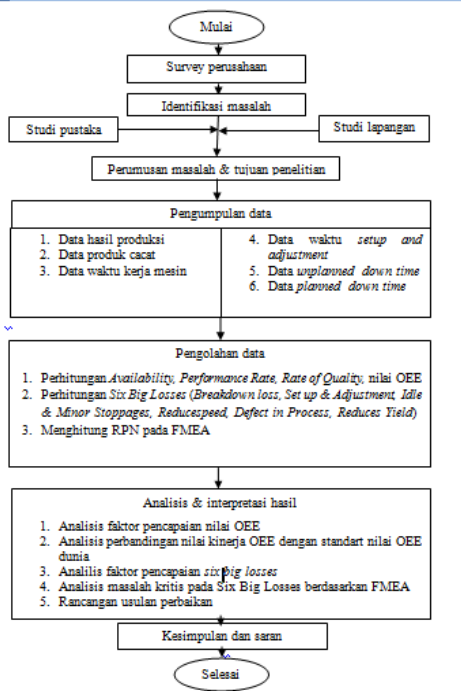 Mulai
Survey perusahaan
Identifikasi masalah
Studi pustaka
Studi lapangan
Perumusan masalah & tujuan penelitian
Pengumpulan data
1. Data hasil produksi
2. Data produk cacat
3. Data waktu kerja mesin
4. Data waktu setup and
adjustment
5. Data unplanned down time
6. Data planned down time
Pengolahan data
1. Perhitungan Availability, Performance Rate, Rate of Quality, nilai OEE
2. Perhitungan Six Big Losses (Breakdown loss, Set up & Adjustment, Idle
& Minor Stoppages, Reducespeed, Defect in Process, Reduces Yield)
3. Menghitung RPN pada FMEA
Analisis & interpretasi hasil
1. Analisis faktor pencapaian nilai OEE
2. Analisis perbandingan nilai kinerja OEE dengan standart nilai OEE
dunia
3. Analilis faktor pencapaian six big losses
4. Analisis masalah kritis pada Six Big Losses berdasarkan FMEA
5. Rancangan usulan perbaikan
Kesimpulan dan saran
Selesai